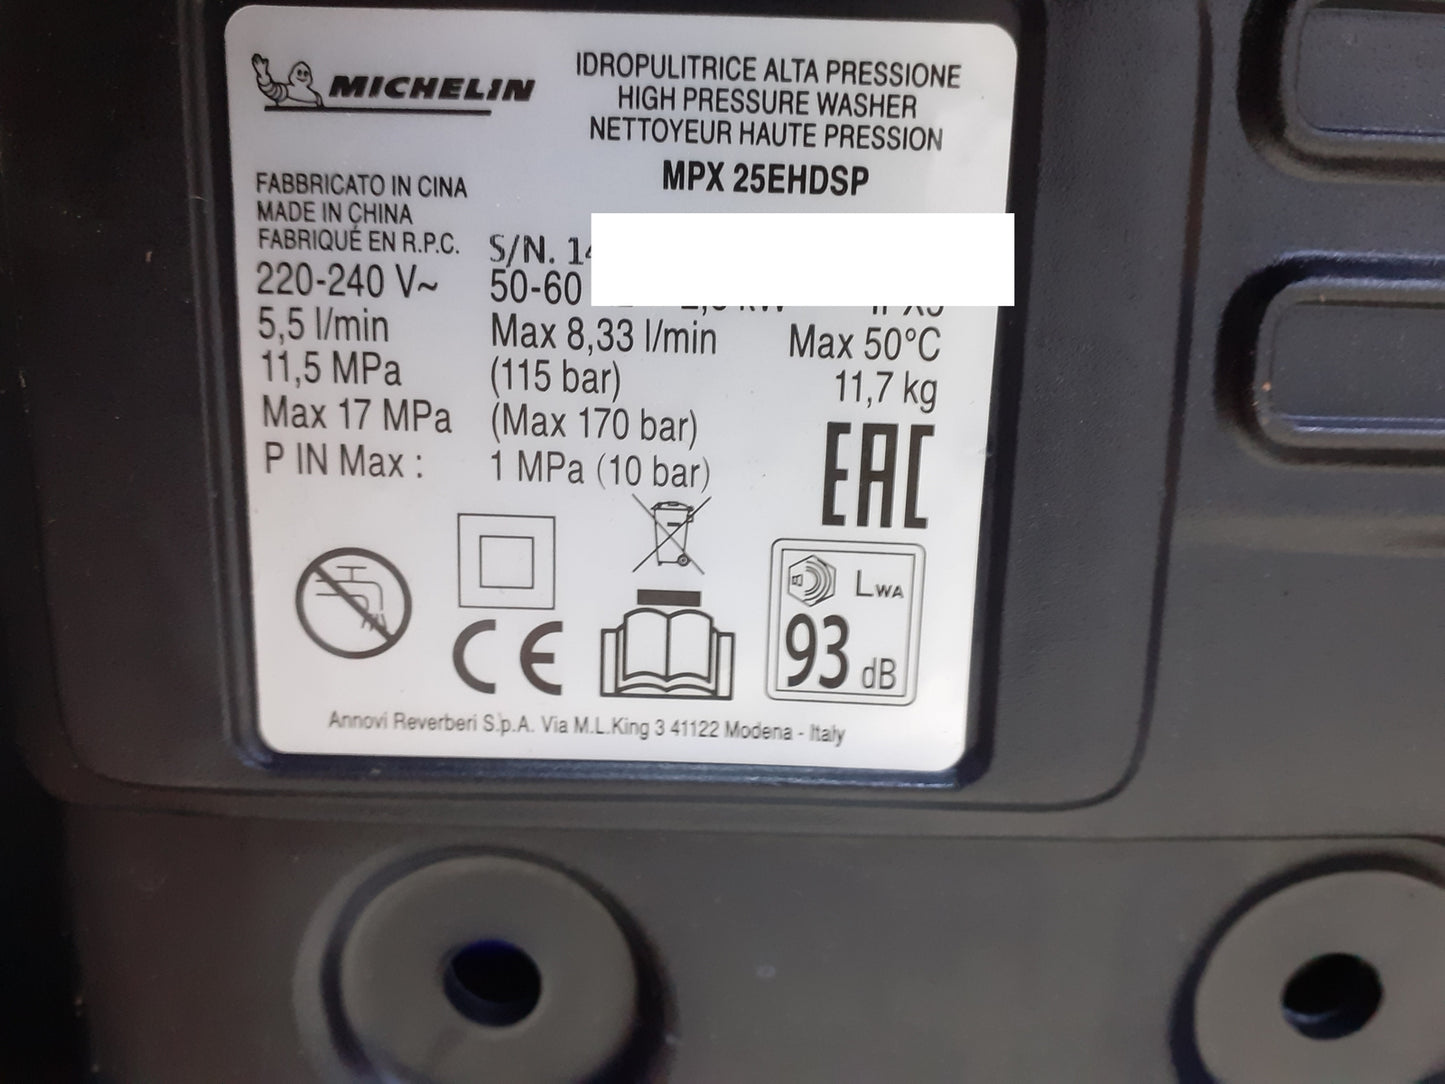 MICHELIN
IDROPULITRICE ALTA PRESSIONE
HIGH PRESSURE WASHER
NETTOYEUR HAUTE PRESSION
MPX 25EHDSP
FABBRICATO IN CINA
MADE IN CHINA
FABRIQUÉ EN R.P.C.
S/N. 14
220-240 V~ 50-60
5,5 l/min Max 8,33 l/min Max 50°C
11,5 MPa (115 bar) 11,7 kg
Max 17 MPa (Max 170 bar)
P IN Max : 1 MPa (10 bar)
EAC
CE
LWA
93 dB
Annovi Reverberi S.p.A. Via M.L.King 3 41122 Modena - Italy